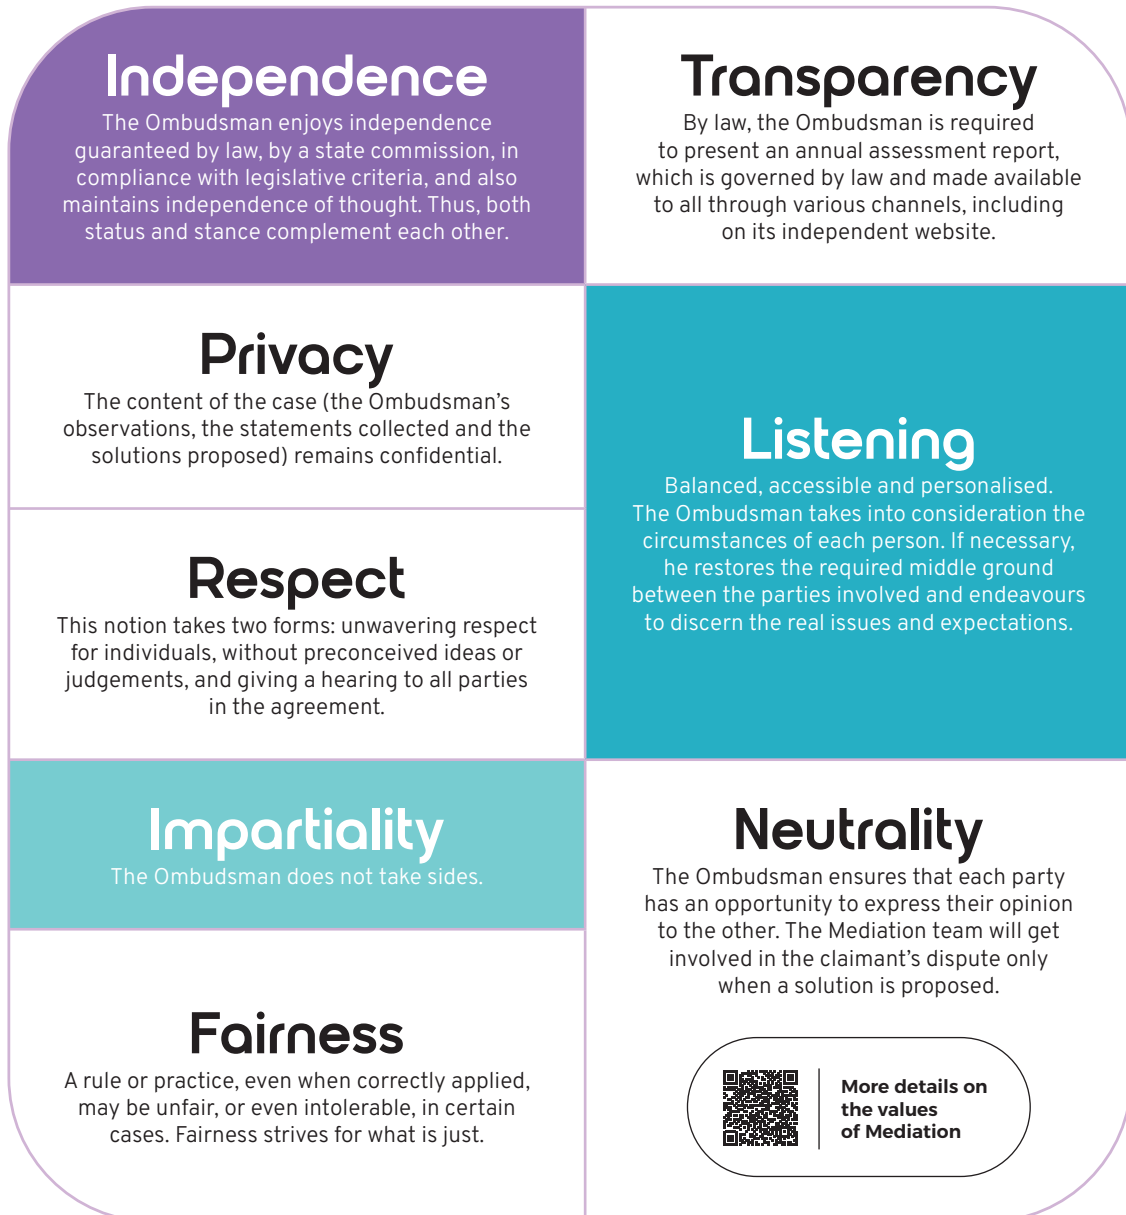 Independence
The Ombudsman enjoys independence
guaranteed by law, by a state commission, in
compliance with legislative criteria, and also
maintains independence of thought. Thus, both
status and stance complement each other.
Transparency
By law, the Ombudsman is required
to present an annual assessment report,
which is governed by law and made available
to all through various channels, including
on its independent website.
Privacy
The content of the case (the Ombudsman’s
observations, the statements collected and the
solutions proposed) remains confidential.
Listening
Balanced, accessible and personalised.
The Ombudsman takes into consideration the
circumstances of each person. If necessary,
he restores the required middle ground
between the parties involved and endeavours
to discern the real issues and expectations.
Respect
This notion takes two forms: unwavering respect
for individuals, without preconceived ideas or
judgements, and giving a hearing to all parties
in the agreement.
Impartiality
The Ombudsman does not take sides.
Neutrality
The Ombudsman ensures that each party
has an opportunity to express their opinion
to the other. The Mediation team will get
involved in the claimant’s dispute only
when a solution is proposed.
Fairness
A rule or practice, even when correctly applied,
may be unfair, or even intolerable, in certain
cases. Fairness strives for what is just.
More details on
the values
of Mediation